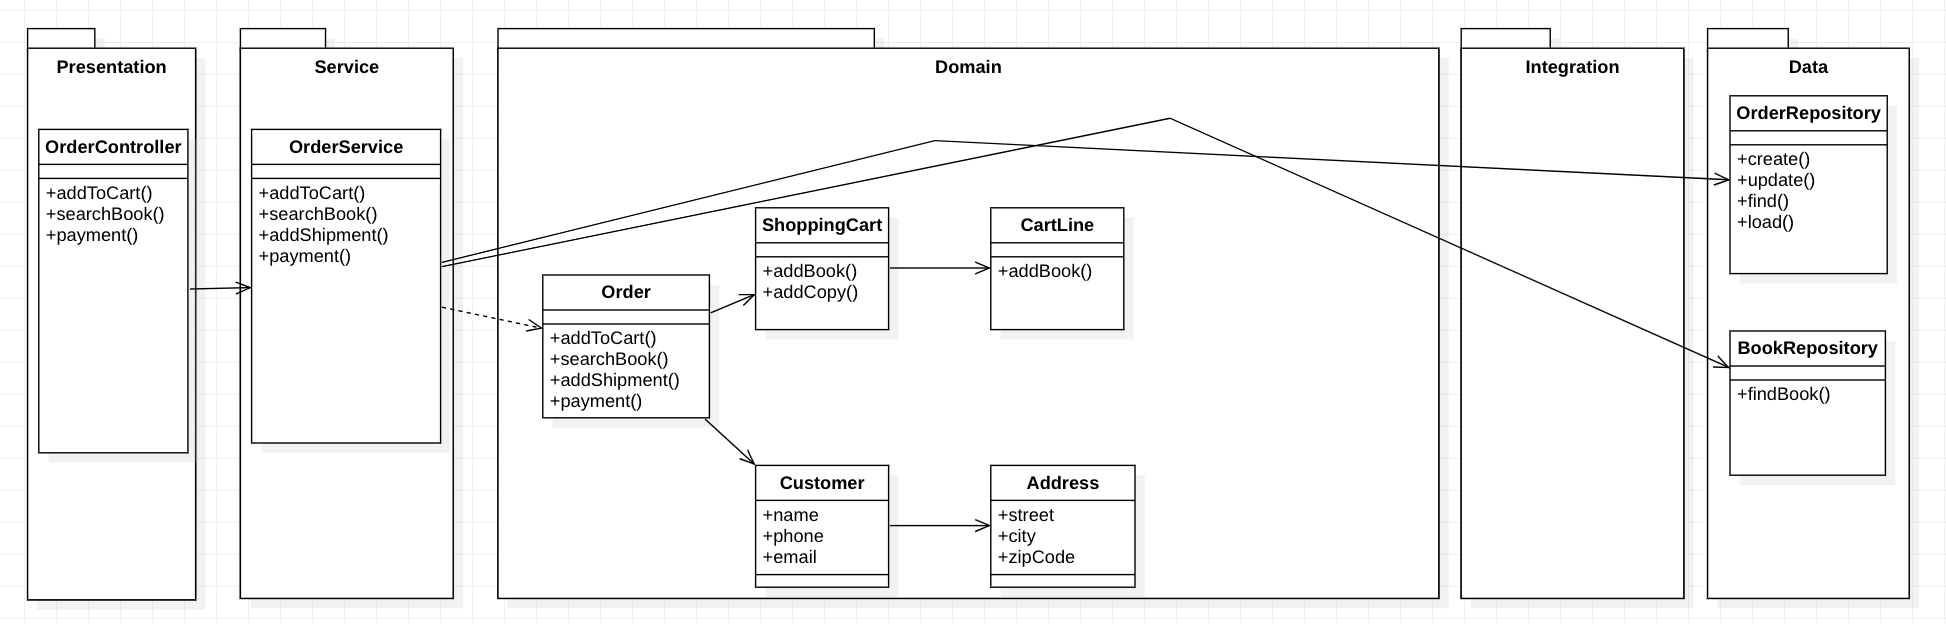 Presentation
OrderController
+addToCart()
+searchBook()
+payment()
Service
OrderService
+addToCart()
+searchBook()
+addShipment()
+payment()
Domain
Order
+addToCart()
+searchBook()
+addShipment()
+payment()
ShoppingCart
+addBook()
+addCopy()
CartLine
+addBook()
Customer
+name
+phone
+email
Address
+street
+city
+zipCode
Integration
Data
OrderRepository
+create()
+update()
+find()
+load()
BookRepository
+findBook()